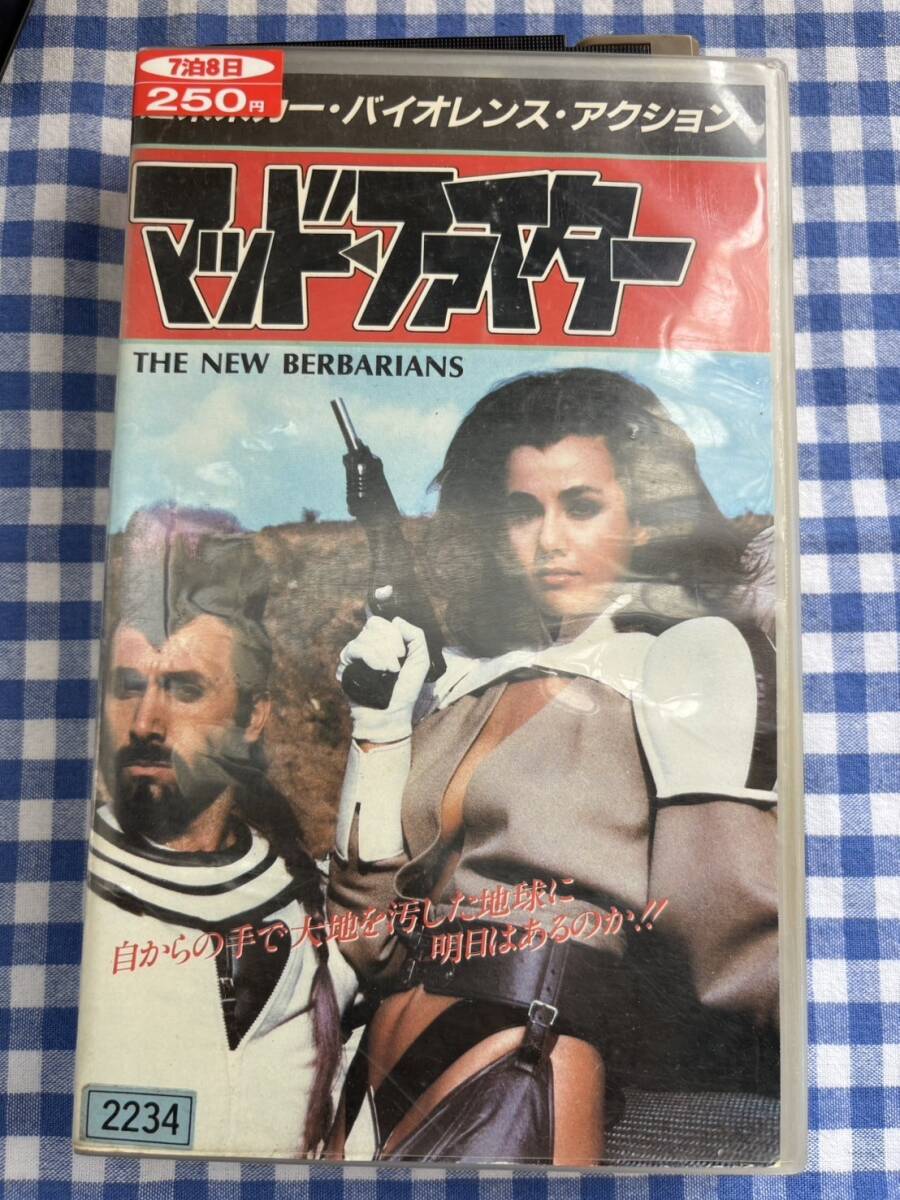 7泊8日
250円
カー・バイオレンス・アクション
マッド・ファイター
THE NEW BERBARIANS
自からの手で大地を汚した地球に
明日はあるのか!!
2234